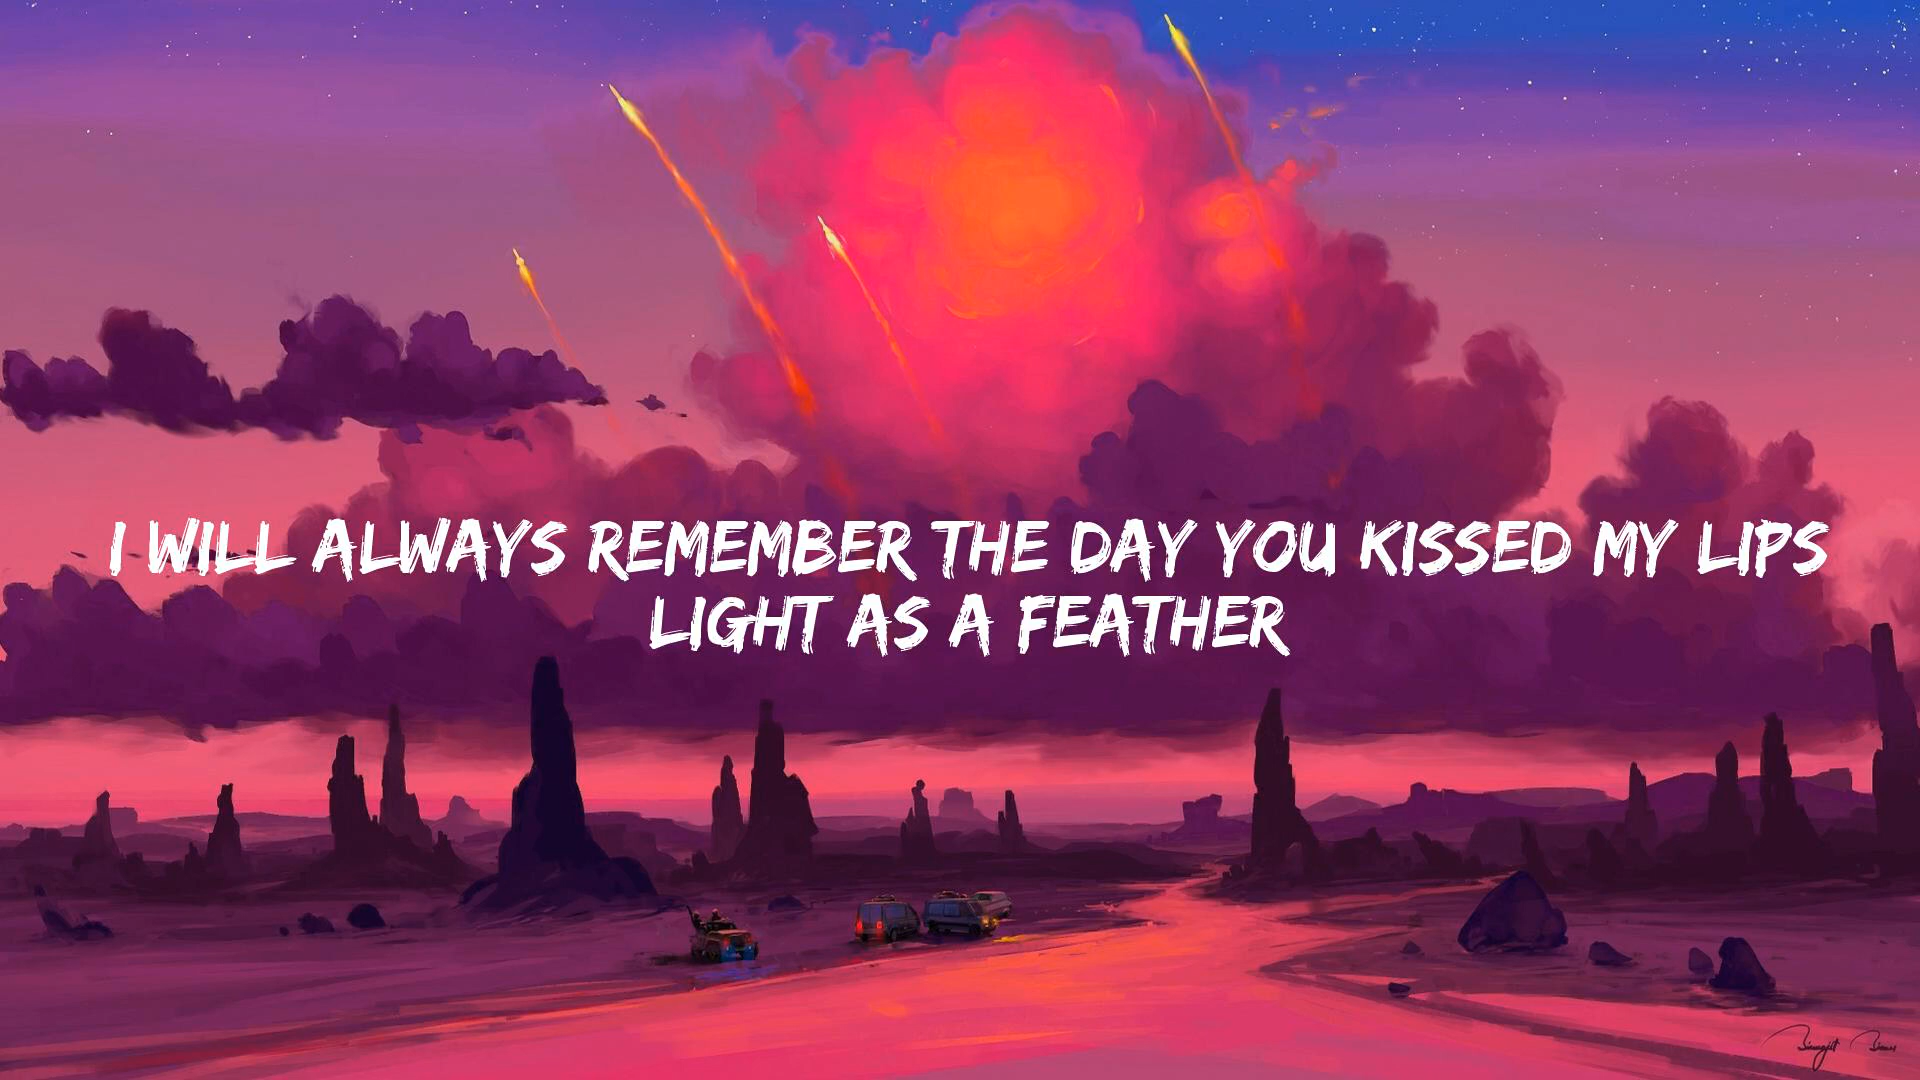 I WILL ALWAYS REMEMBER THE DAY YOU KISSED MY LIPS
LIGHT AS A FEATHER